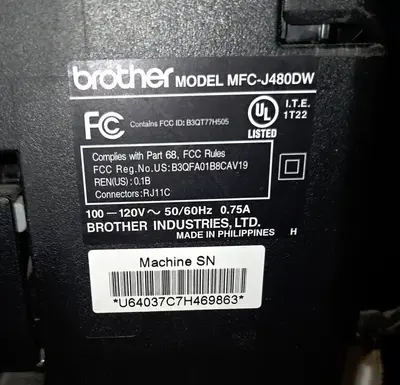 brother MODEL MFC-J480DW
FC Contains FCC ID: B3QT77H505
UL
LISTED
I.T.E.
1T22
Complies with Part 68, FCC Rules
FCC Reg.No.US:B3QFA01B8CAV19
REN(US): 0.1B
Connectors:RJ11C
100-120V~ 50/60Hz 0.75A
BROTHER INDUSTRIES, LTD.
MADE IN PHILIPPINES H
Machine SN
*U64037C7H469863*